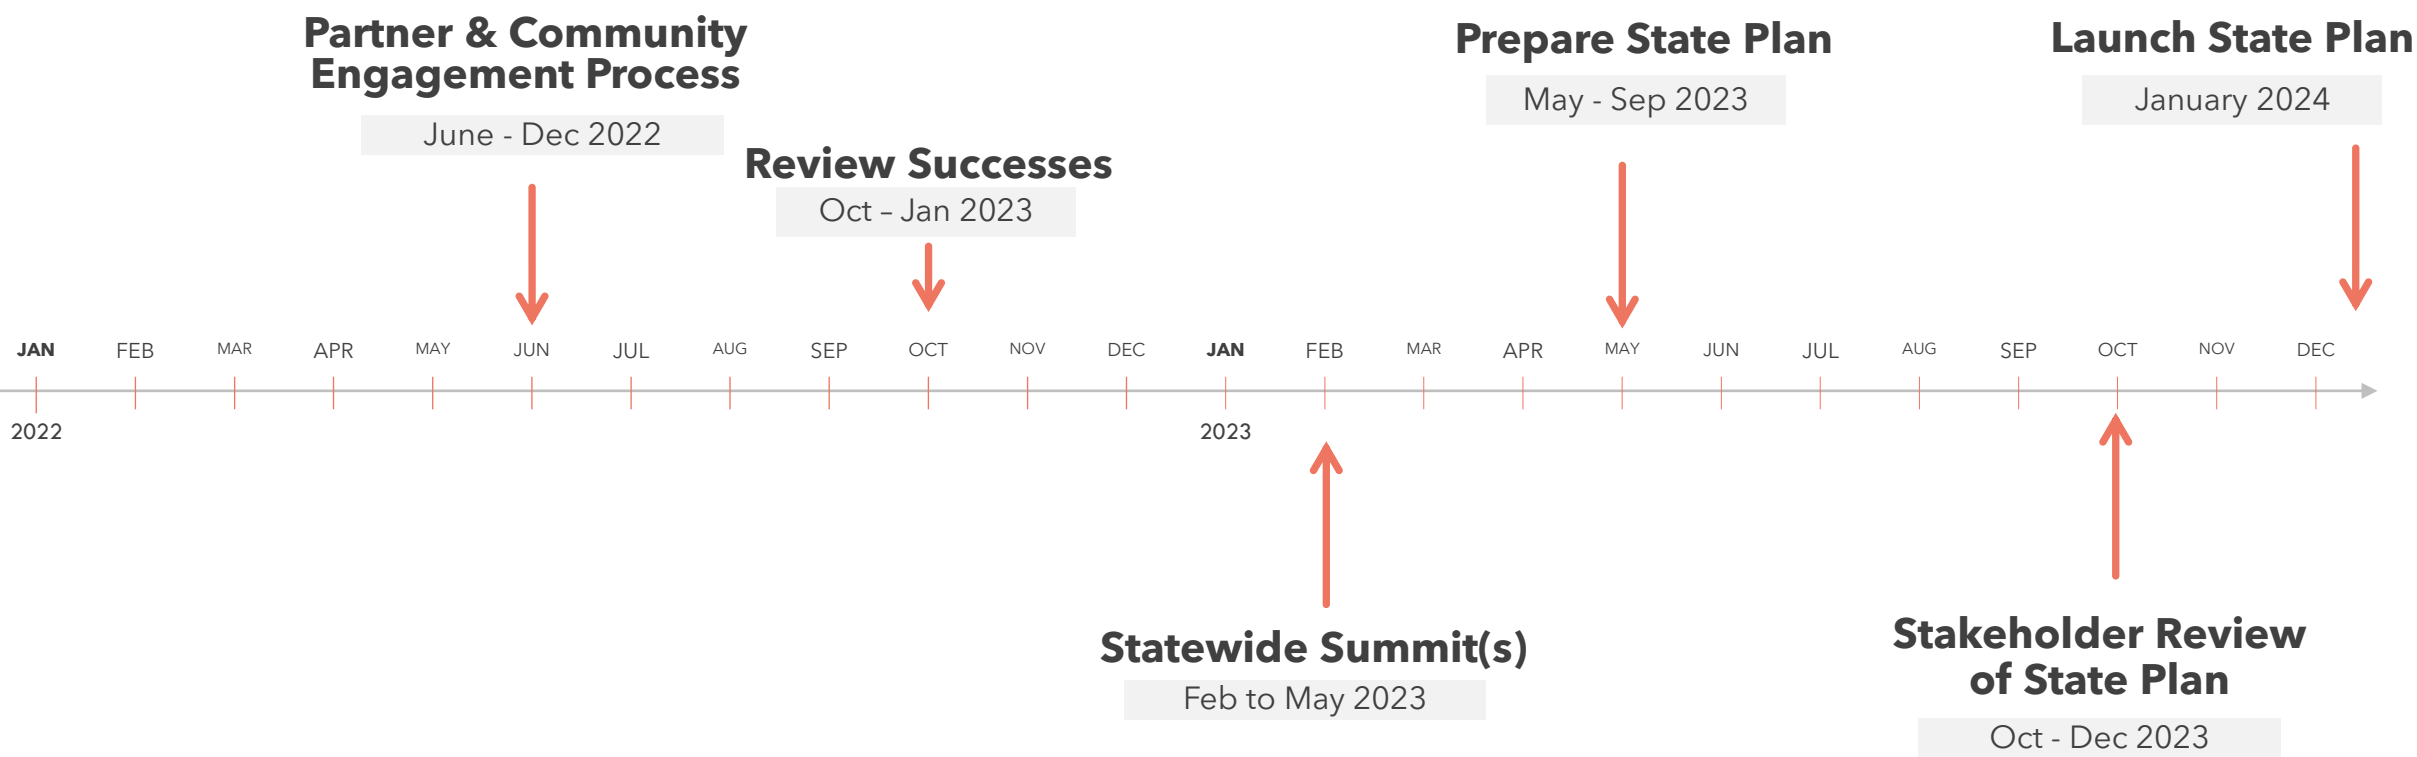 Partner & Community
Engagement Process
June - Dec 2022
Review Successes
Oct – Jan 2023
Prepare State Plan
May - Sep 2023
Launch State Plan
January 2024
JAN FEB MAR APR MAY JUN JUL AUG SEP OCT NOV DEC JAN FEB MAR APR MAY JUN JUL AUG SEP OCT NOV DEC
2022 2023
Statewide Summit(s)
Feb to May 2023
Stakeholder Review
of State Plan
Oct - Dec 2023